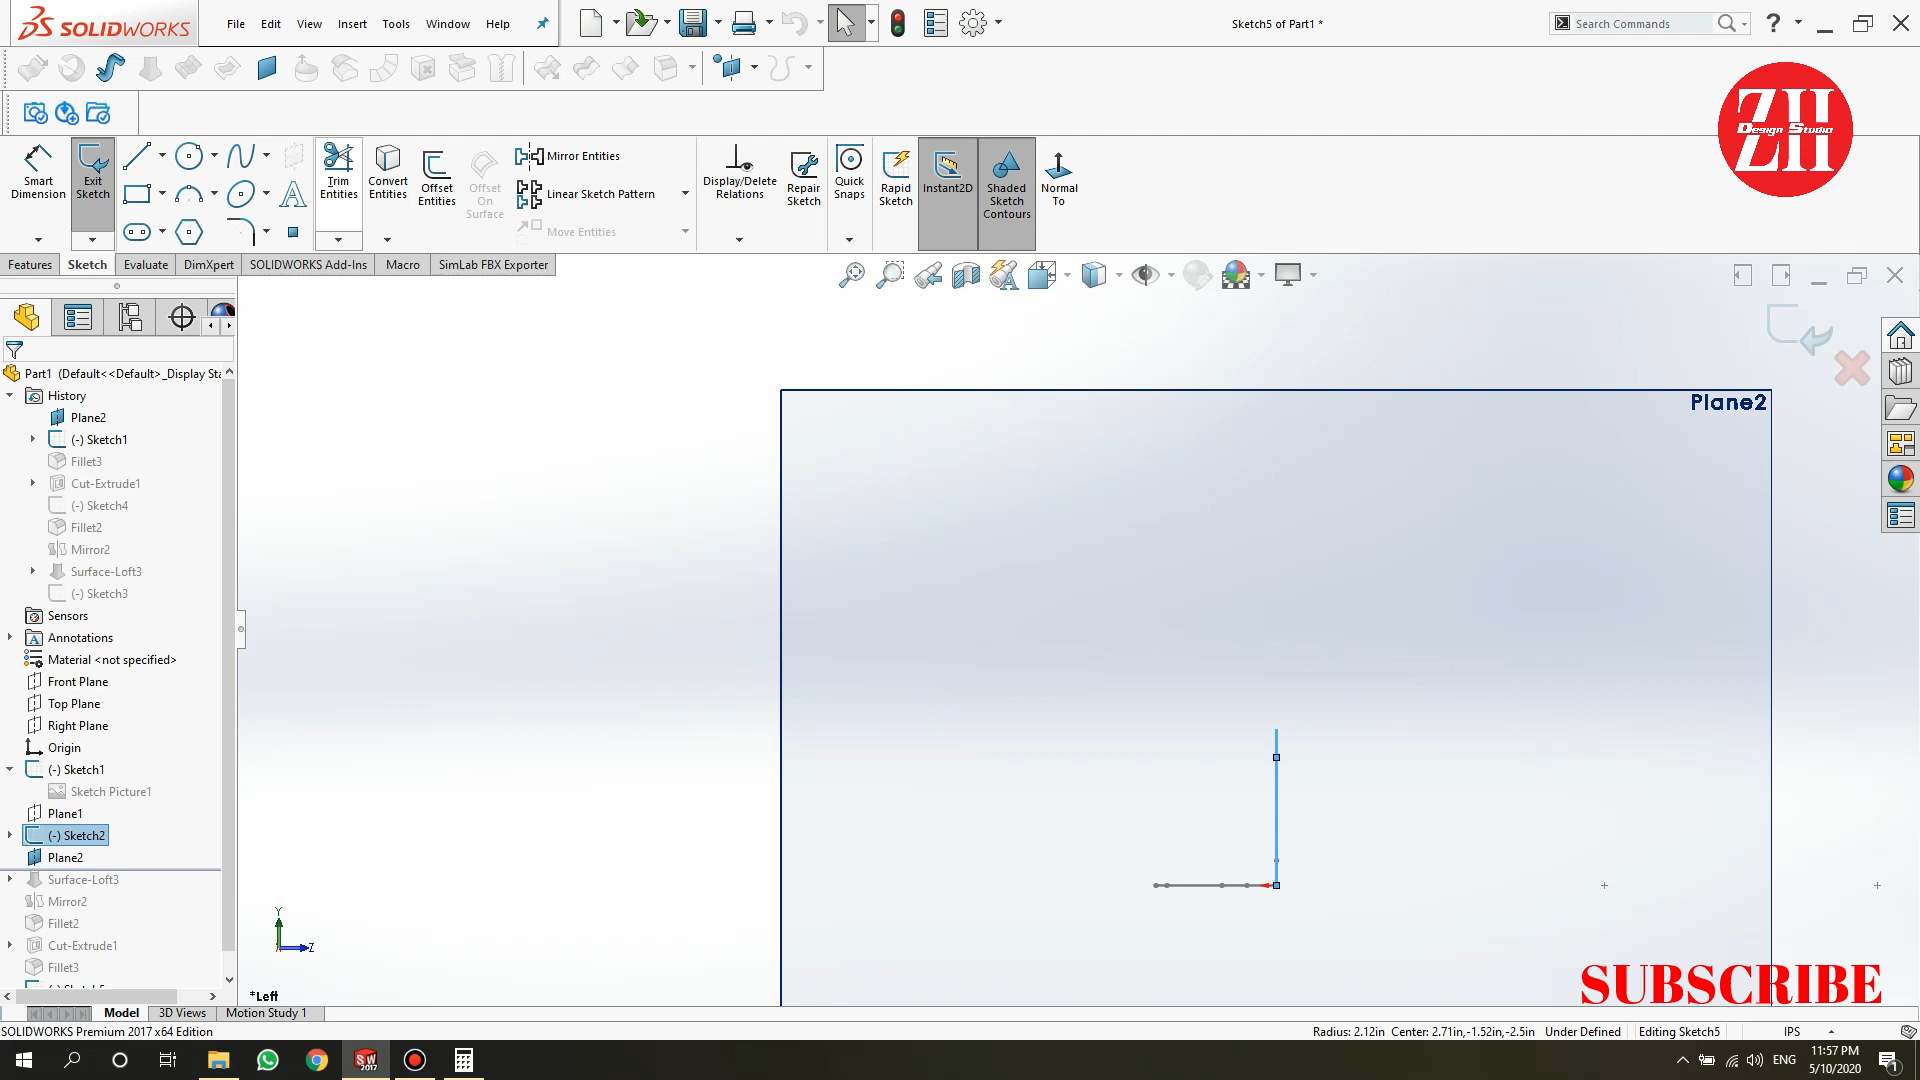 SOLIDWORKS
File Edit View Insert Tools Window Help
Sketch5 of Part1 *
Search Commands
ZH
Design Studio
Smart Dimension
Exit Sketch
Trim Entities
Convert Entities
Offset Entities
Offset On Surface
Mirror Entities
Linear Sketch Pattern
Move Entities
Display/Delete Relations
Repair Sketch
Quick Snaps
Rapid Sketch
Instant2D
Shaded Sketch Contours
Normal To
Features Sketch Evaluate DimXpert SOLIDWORKS Add-Ins Macro SimLab FBX Exporter
Part1 (Default<<Default>_Display Sta
History
Plane2
(-) Sketch1
Fillet3
Cut-Extrude1
(-) Sketch4
Fillet2
Mirror2
Surface-Loft3
(-) Sketch3
Sensors
Annotations
Material <not specified>
Front Plane
Top Plane
Right Plane
Origin
(-) Sketch1
Sketch Picture1
Plane1
(-) Sketch2
Plane2
Surface-Loft3
Mirror2
Fillet2
Cut-Extrude1
Fillet3
Plane2
Y
Z
*Left
SUBSCRIBE
Model 3D Views Motion Study 1
SOLIDWORKS Premium 2017 x64 Edition
Radius: 2.12in Center: 2.71in,-1.52in,-2.5in Under Defined Editing Sketch5 IPS
SW 2017
ENG
11:57 PM
5/10/2020
1